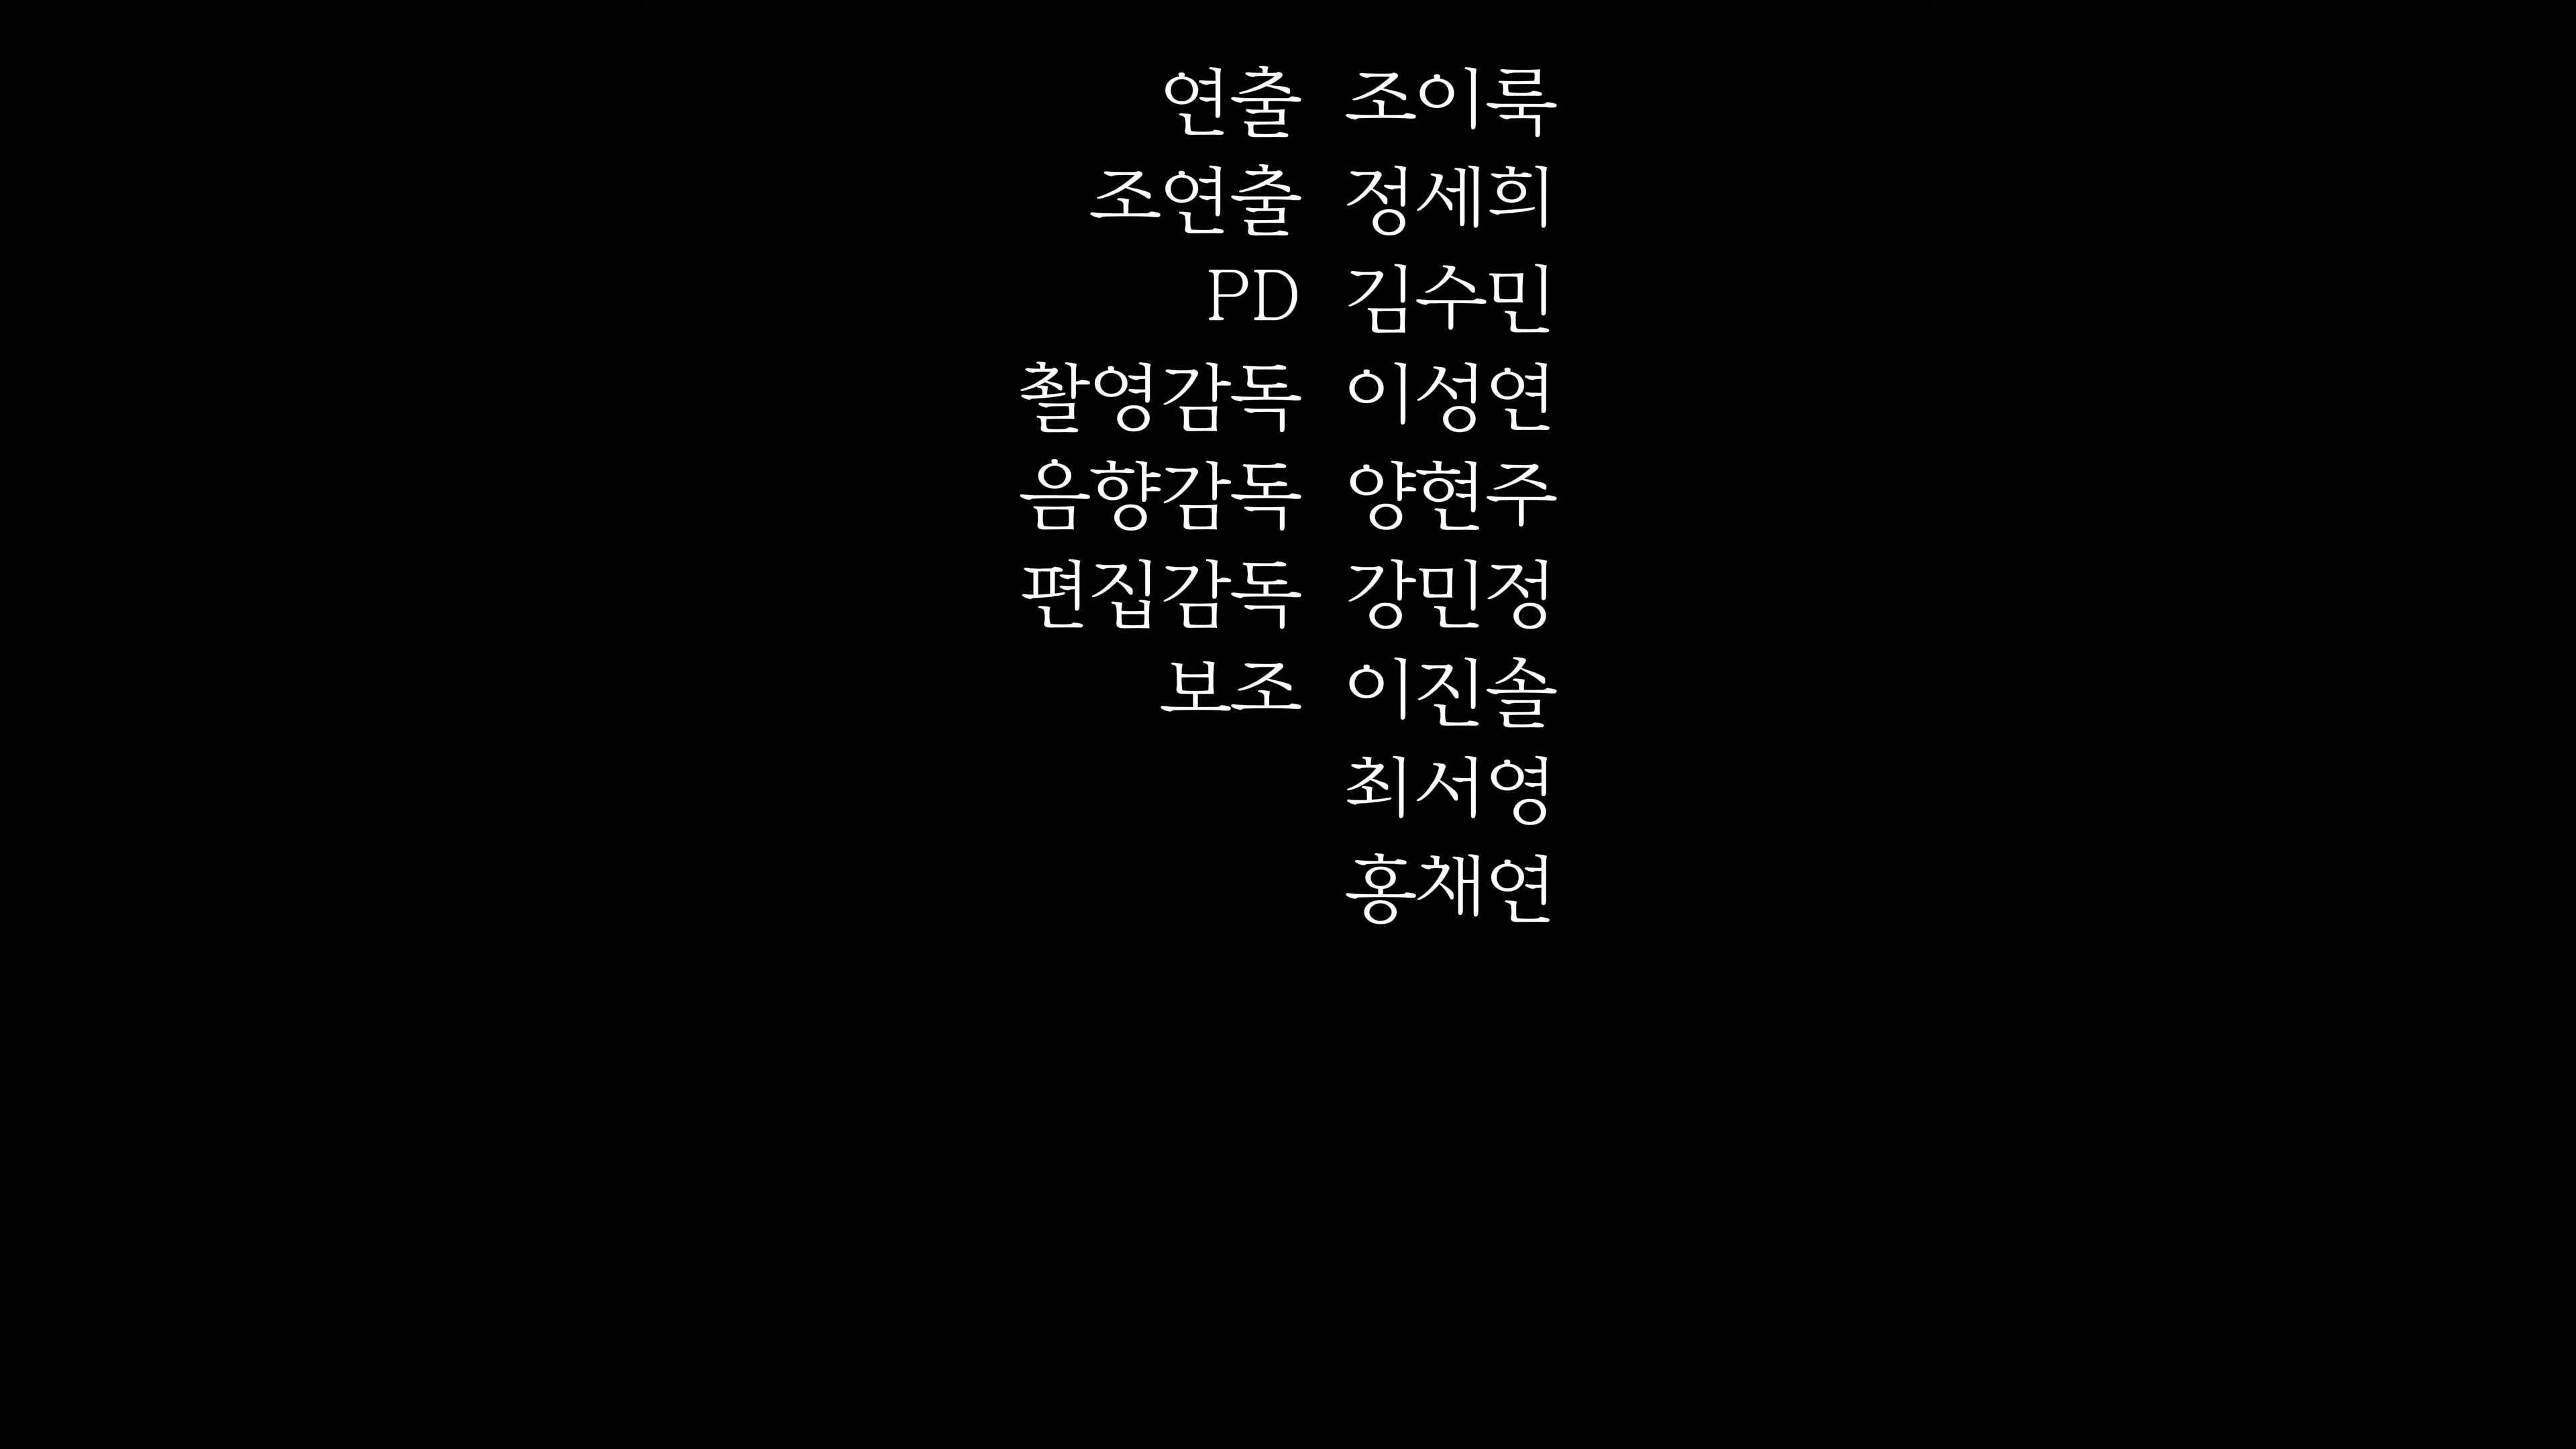 연출 조이룩
조연출 정세희
PD 김수민
촬영감독 이성연
음향감독 양현주
편집감독 강민정
보조 이진솔
최서영
홍채연